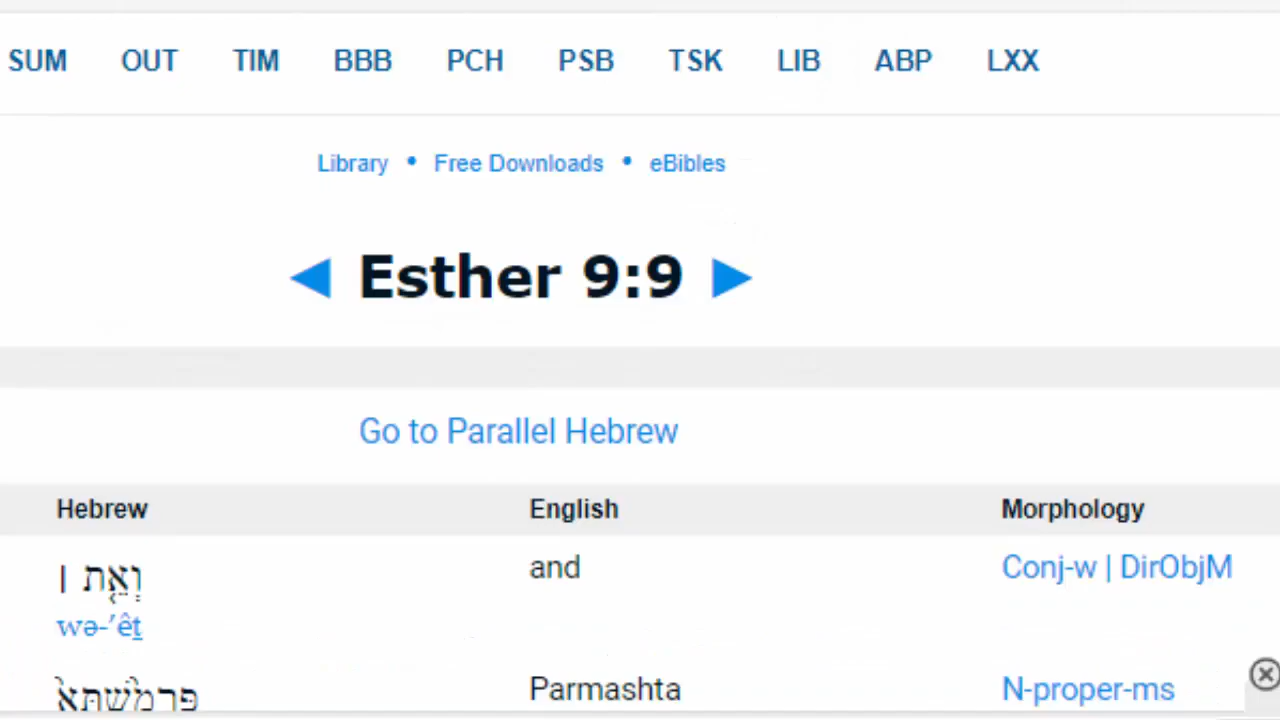 SUM OUT TIM BBB PCH PSB TSK LIB ABP LXX
Library • Free Downloads • eBibles
◄ Esther 9:9 ►
Go to Parallel Hebrew
Hebrew English Morphology
וְאֵ֧ת ׀ and Conj-w | DirObjM
wə-’êṯ
פַּרְמַ֙שְׁתָּא֙ Parmashta N-proper-ms